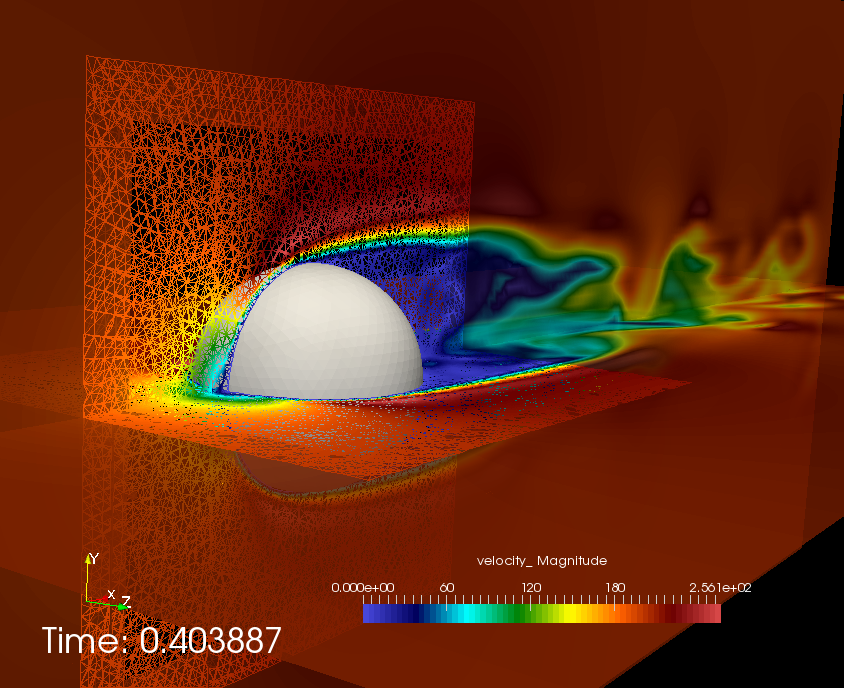 velocity_ Magnitude
0.000e+00 60 120 180 2.561e+02
Y
X
Z
Time: 0.403887